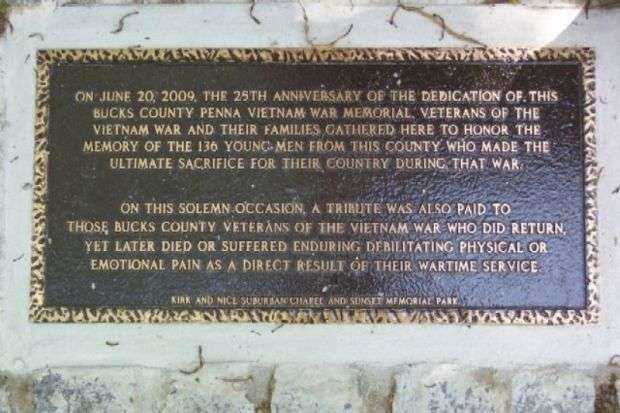 ON JUNE 20, 2009, THE 25TH ANNIVERSARY OF THE DEDICATION OF THIS
BUCKS COUNTY PENNA VIETNAM WAR MEMORIAL, VETERANS OF THE
VIETNAM WAR AND THEIR FAMILIES GATHERED HERE TO HONOR THE
MEMORY OF THE 136 YOUNG MEN FROM THIS COUNTY WHO MADE THE
ULTIMATE SACRIFICE FOR THEIR COUNTRY DURING THAT WAR.
ON THIS SOLEMN OCCASION, A TRIBUTE WAS ALSO PAID TO
THOSE BUCKS COUNTY VETERANS OF THE VIETNAM WAR WHO DID RETURN,
YET LATER DIED OR SUFFERED ENDURING DEBILITATING PHYSICAL OR
EMOTIONAL PAIN AS A DIRECT RESULT OF THEIR WARTIME SERVICE.
KIRK AND NICE SUBURBAN CHAPEL AND SUNSET MEMORIAL PARK